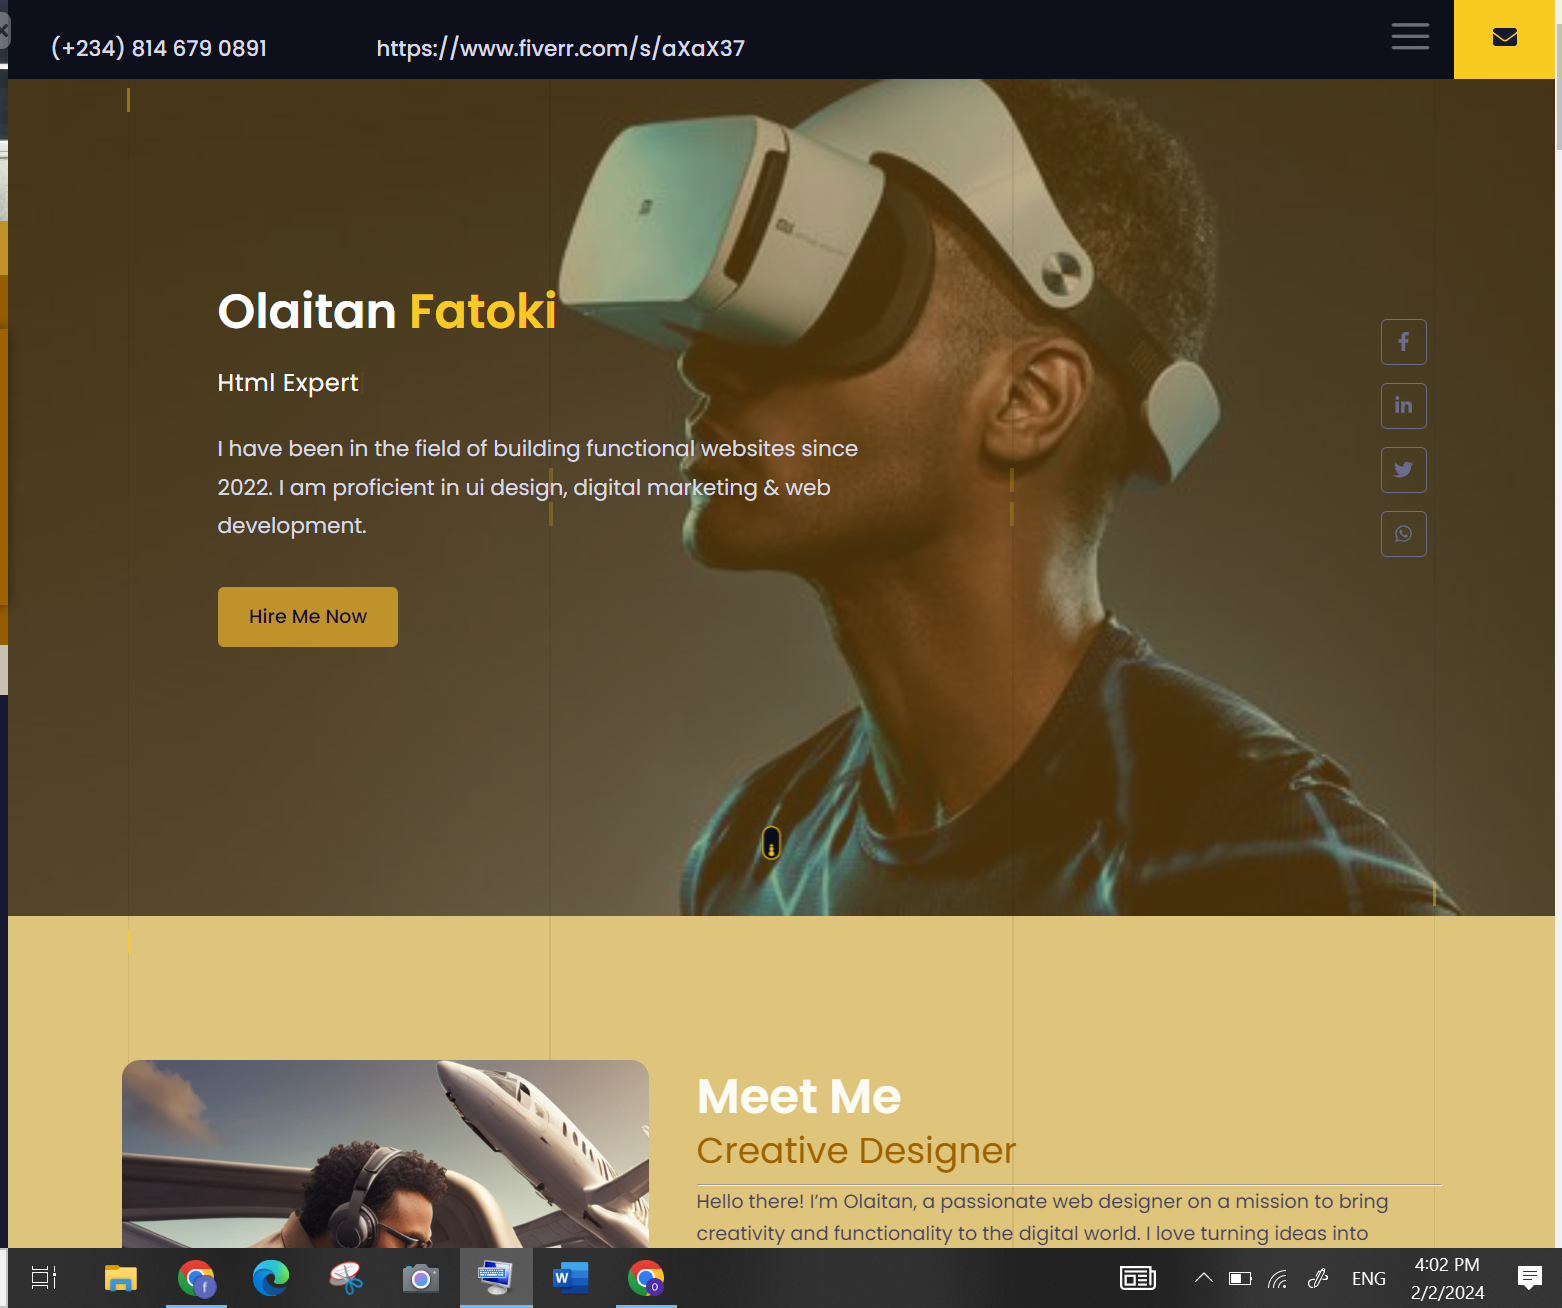 (+234) 814 679 0891
https://www.fiverr.com/s/aXaX37
Olaitan Fatoki
Html Expert
I have been in the field of building functional websites since
2022. I am proficient in ui design, digital marketing & web
development.
Hire Me Now
Meet Me
Creative Designer
Hello there! I’m Olaitan, a passionate web designer on a mission to bring
creativity and functionality to the digital world. I love turning ideas into
ENG
4:02 PM
2/2/2024